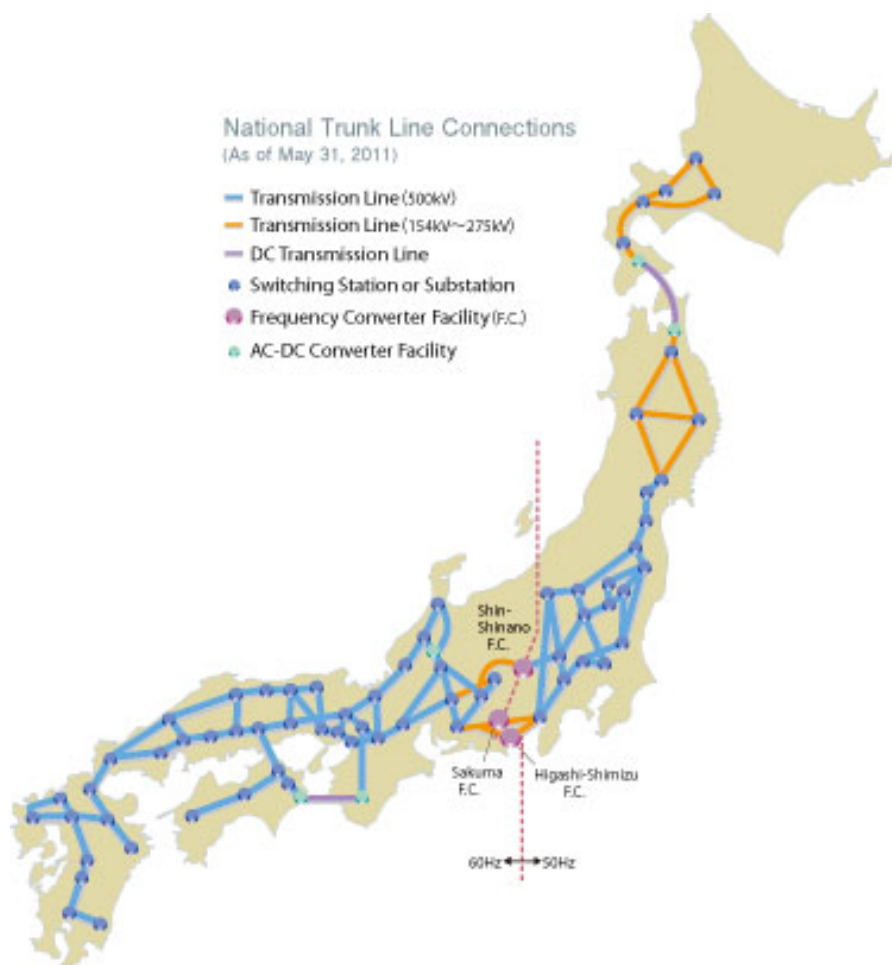 National Trunk Line Connections
(As of May 31, 2011)
Transmission Line (500kV)
Transmission Line (154kV～275kV)
DC Transmission Line
Switching Station or Substation
Frequency Converter Facility (F.C.)
AC-DC Converter Facility
Shin-
Shinano
F.C.
Sakuma
F.C.
Higashi-Shimizu
F.C.
60Hz
50Hz